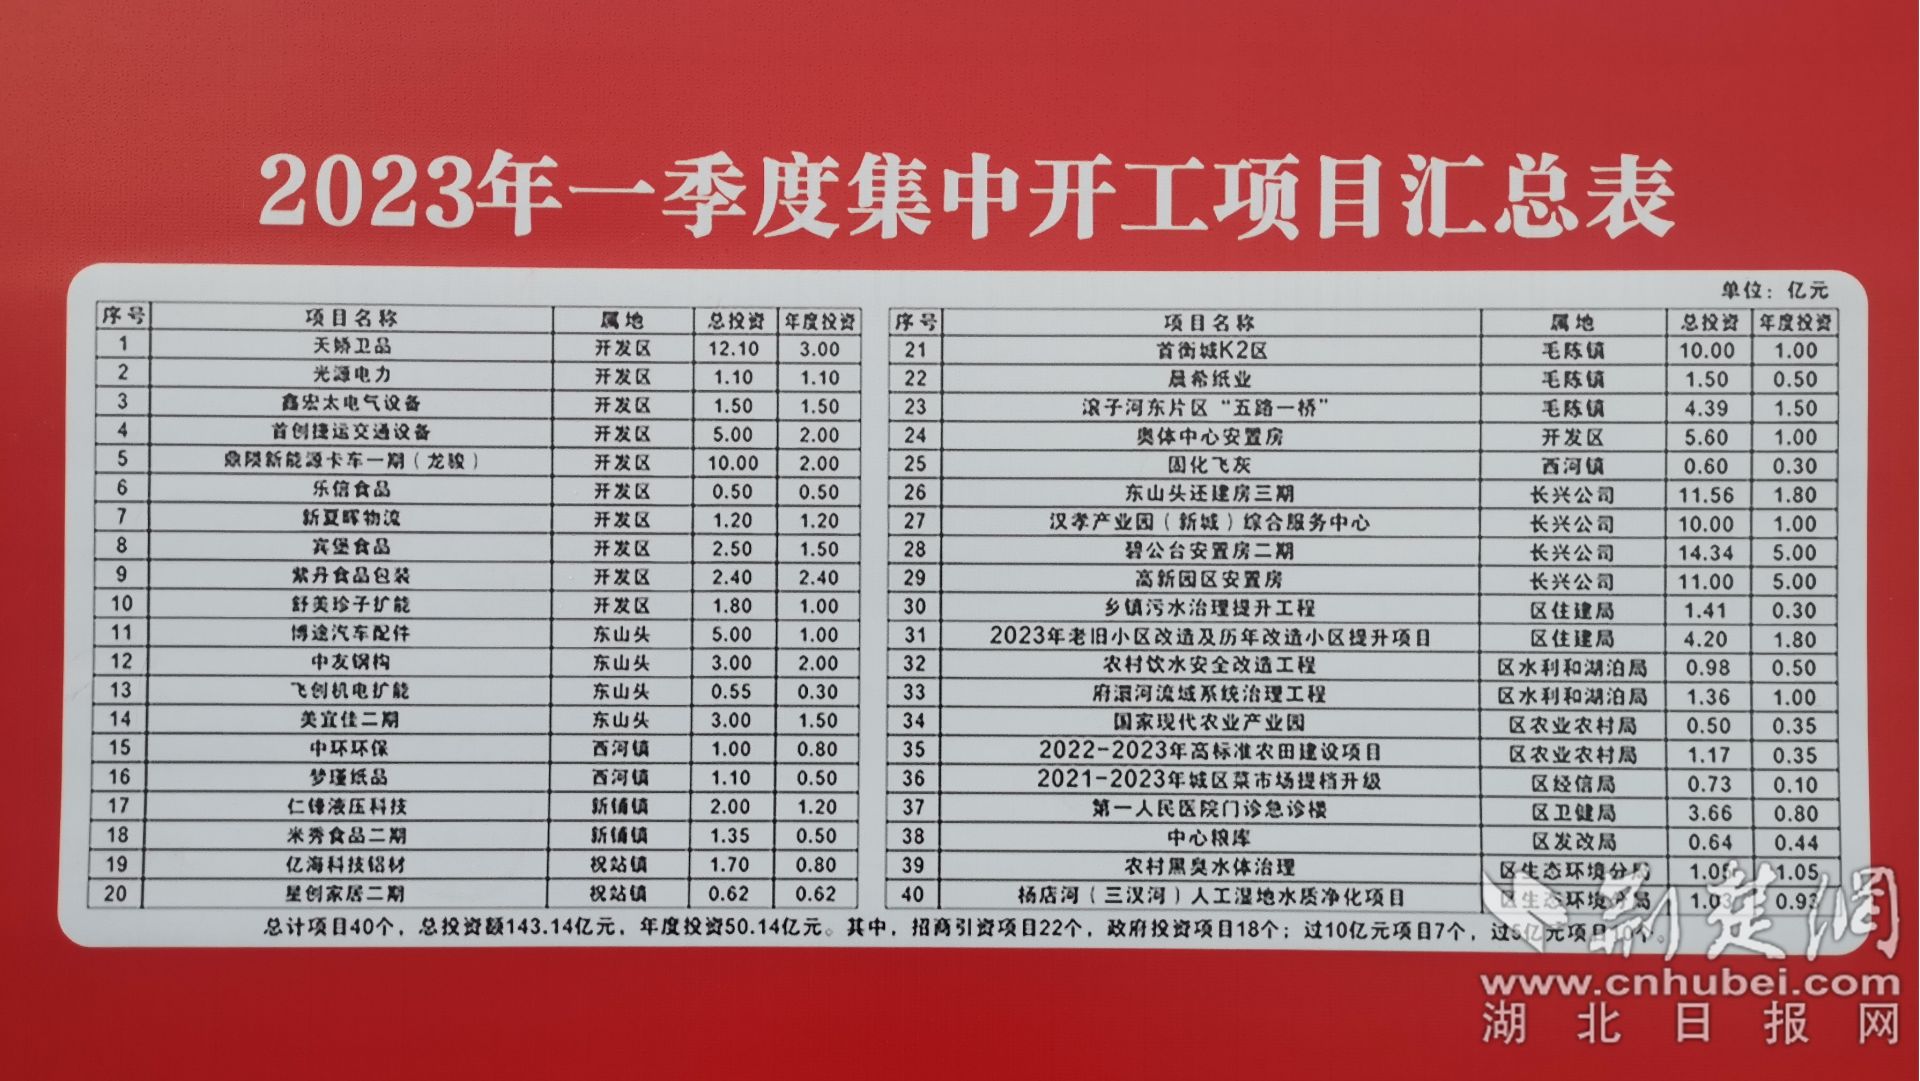 2023年一季度集中开工项目汇总表
单位：亿元
序号 项目名称 属地 总投资 年度投资
1 天娇卫品 开发区 12.10 3.00
2 光源电力 开发区 1.10 1.10
3 鑫宏太电气设备 开发区 1.50 1.50
4 首创捷运交通设备 开发区 5.00 2.00
5 新能源卡车一期（龙骏） 开发区 10.00 2.00
6 乐信食品 开发区 0.50 0.50
7 新夏晖物流 开发区 1.20 1.20
8 宾堡食品 开发区 2.50 1.50
9 紫丹食品包装 开发区 2.40 2.40
10 舒美珍子扩能 开发区 1.80 1.00
11 博途汽车配件 东山头 5.00 1.00
12 中友钢构 东山头 3.00 2.00
13 飞创机电扩能 东山头 0.55 0.30
14 美宜佳二期 东山头 3.00 1.50
15 中环环保 西河镇 1.00 0.80
16 梦瑾纸品 西河镇 1.10 0.50
17 仁锋液压科技 新铺镇 2.00 1.20
18 米秀食品二期 新铺镇 1.35 0.50
19 亿海科技铝材 祝站镇 1.70 0.80
20 星创家居二期 祝站镇 0.62 0.62
序号 项目名称 属地 总投资 年度投资
21 首衡城K2区 毛陈镇 10.00 1.00
22 晨希纸业 毛陈镇 1.50 0.50
23 滚子河东片区“五路一桥” 毛陈镇 4.39 1.50
24 奥体中心安置房 开发区 5.60 1.00
25 固化飞灰 西河镇 0.60 0.30
26 东山头还建房三期 长兴公司 11.56 1.80
27 汉孝产业园（新城）综合服务中心 长兴公司 10.00 1.00
28 碧公台安置房二期 长兴公司 14.34 5.00
29 高新园区安置房 长兴公司 11.00 5.00
30 乡镇污水治理提升工程 区住建局 1.41 0.30
31 2023年老旧小区改造及历年改造小区提升项目 区住建局 4.20 1.80
32 农村饮水安全改造工程 区水利和湖泊局 0.98 0.50
33 府澴河流域系统治理工程 区水利和湖泊局 1.36 1.00
34 国家现代农业产业园 区农业农村局 0.50 0.35
35 2022-2023年高标准农田建设项目 区农业农村局 1.17 0.35
36 2021-2023年城区菜市场提档升级 区经信局 0.73 0.10
37 第一人民医院门诊急诊楼 区卫健局 3.66 0.80
38 中心粮库 区发改局 0.64 0.44
39 农村黑臭水体治理 区生态环境分局 1.05 1.05
40 杨店河（三汊河）人工湿地水质净化项目 区生态环境分局 1.03 0.93
总计项目40个，总投资额143.14亿元，年度投资50.14亿元。其中，招商引资项目22个，政府投资项目18个；过10亿元项目7个，过5亿元项目10个。
荆楚网
www.cnhubei.com
湖北日报网